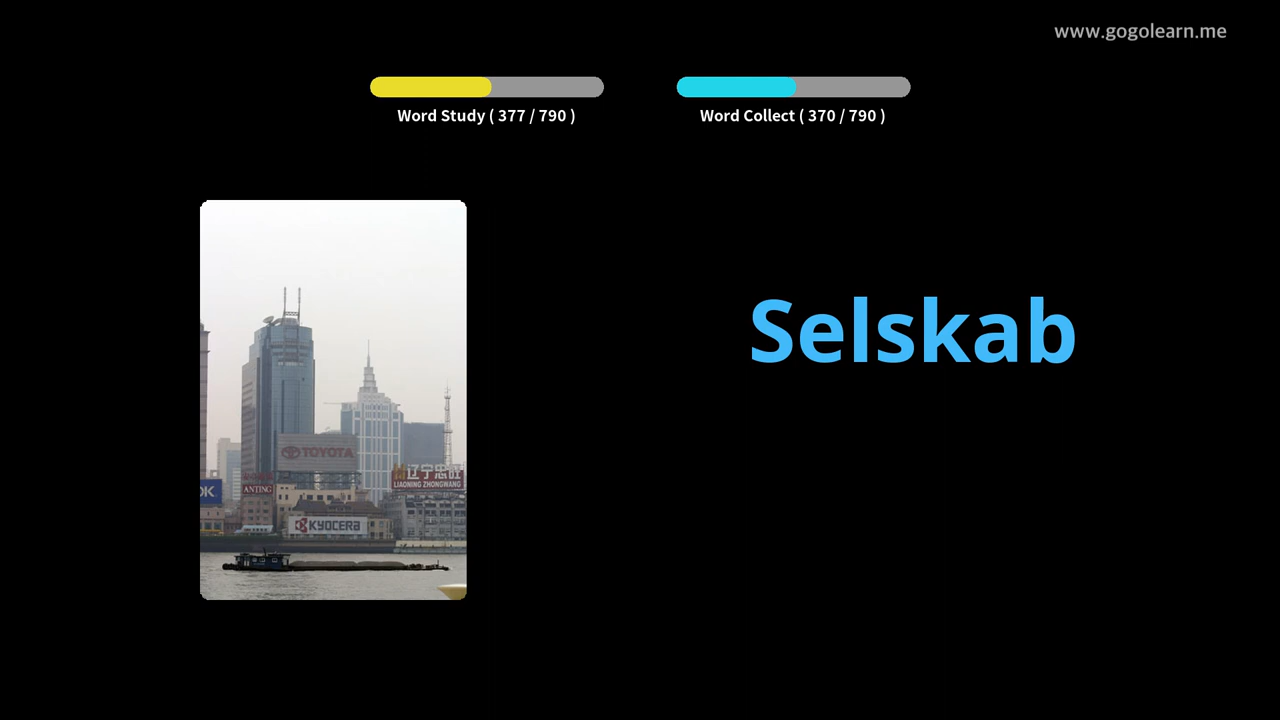 www.gogolearn.me
Word Study ( 377 / 790 )
Word Collect ( 370 / 790 )
Selskab
TOYOTA
辽宁忠旺
LIAONING ZHONGWANG
OK
ANTING
KYOCERA